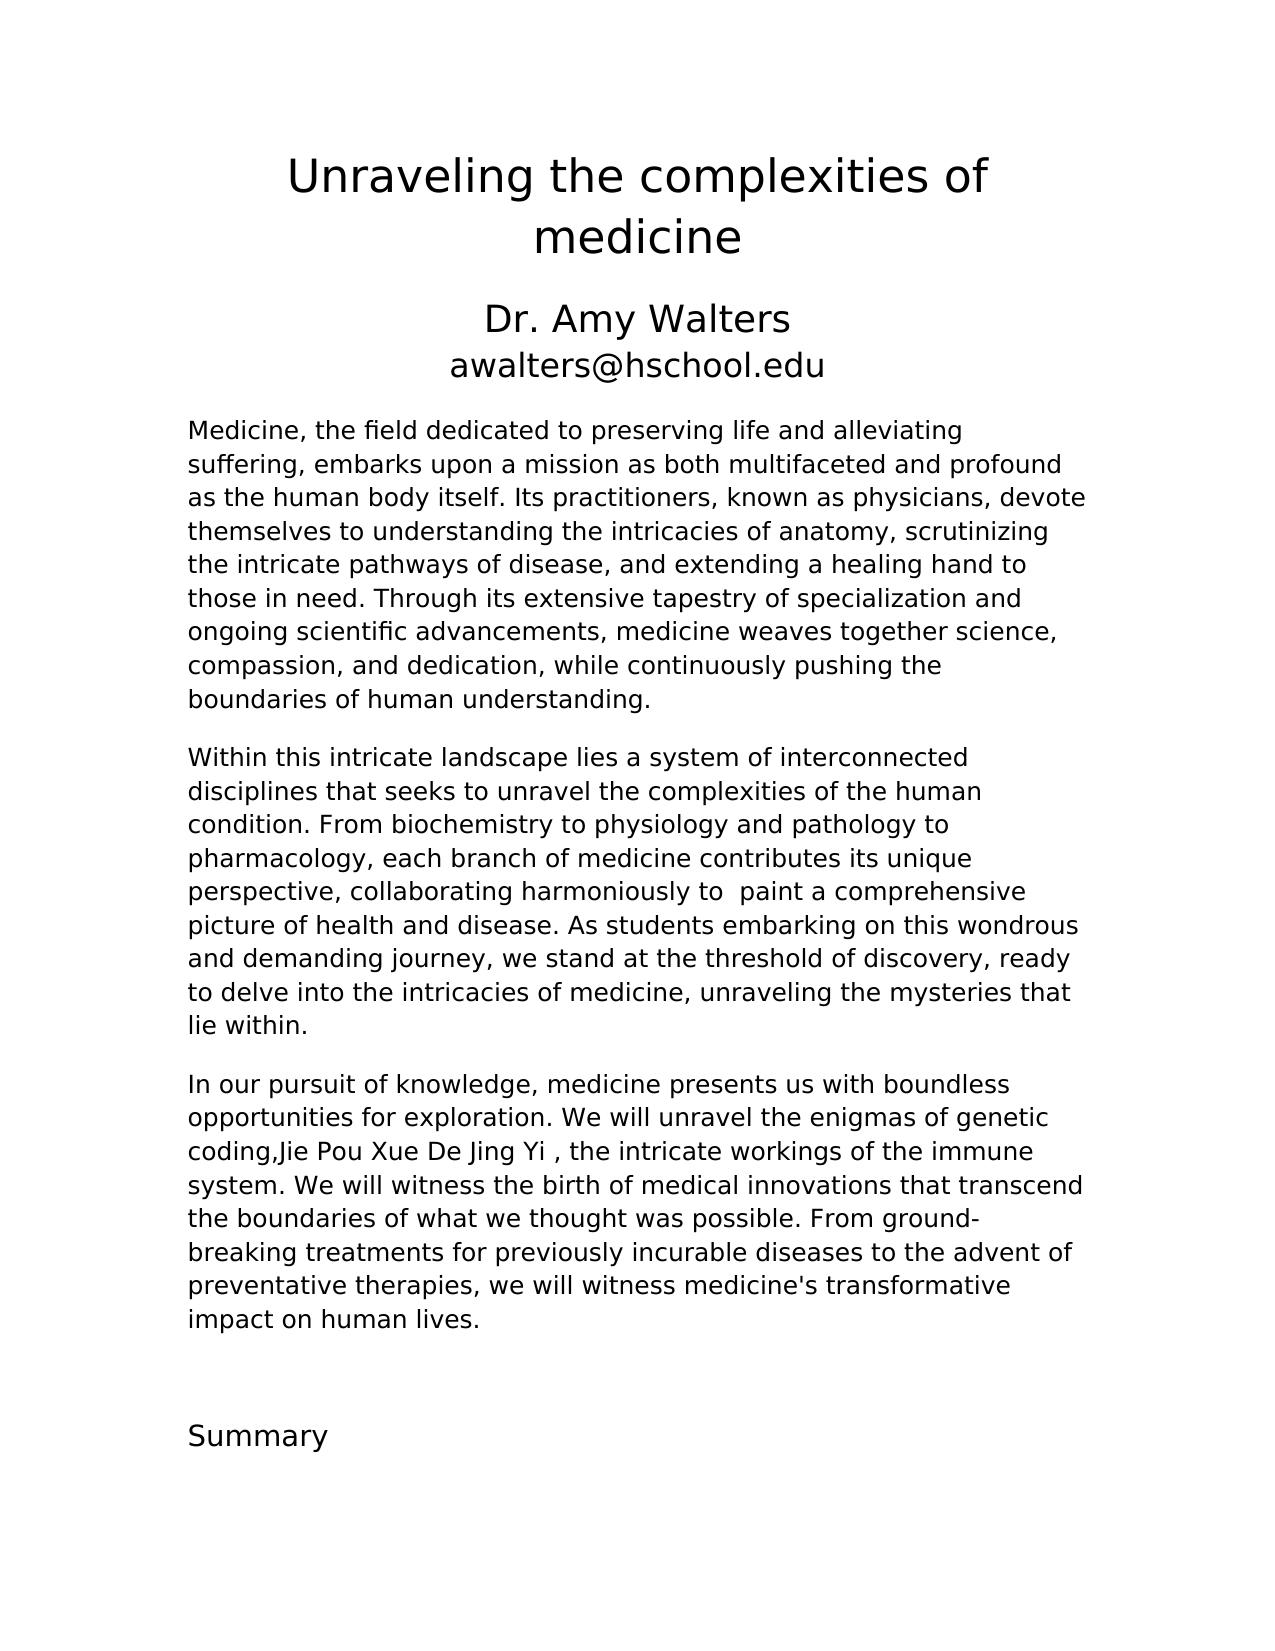 Unraveling the complexities of
medicine
Dr. Amy Walters
awalters@hschool.edu
Medicine, the field dedicated to preserving life and alleviating
suffering, embarks upon a mission as both multifaceted and profound
as the human body itself. Its practitioners, known as physicians, devote
themselves to understanding the intricacies of anatomy, scrutinizing
the intricate pathways of disease, and extending a healing hand to
those in need. Through its extensive tapestry of specialization and
ongoing scientific advancements, medicine weaves together science,
compassion, and dedication, while continuously pushing the
boundaries of human understanding.
Within this intricate landscape lies a system of interconnected
disciplines that seeks to unravel the complexities of the human
condition. From biochemistry to physiology and pathology to
pharmacology, each branch of medicine contributes its unique
perspective, collaborating harmoniously to  paint a comprehensive
picture of health and disease. As students embarking on this wondrous
and demanding journey, we stand at the threshold of discovery, ready
to delve into the intricacies of medicine, unraveling the mysteries that
lie within.
In our pursuit of knowledge, medicine presents us with boundless
opportunities for exploration. We will unravel the enigmas of genetic
coding,Jie Pou Xue De Jing Yi , the intricate workings of the immune
system. We will witness the birth of medical innovations that transcend
the boundaries of what we thought was possible. From ground-
breaking treatments for previously incurable diseases to the advent of
preventative therapies, we will witness medicine's transformative
impact on human lives.
Summary